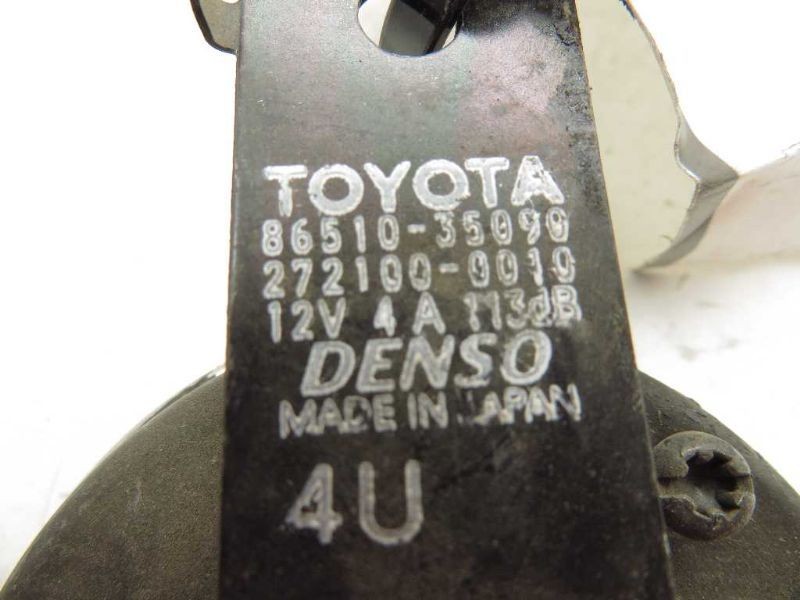 TOYOTA
86510-35090
272100-0010
12V 4A 113dB
DENSO
MADE IN JAPAN
4U